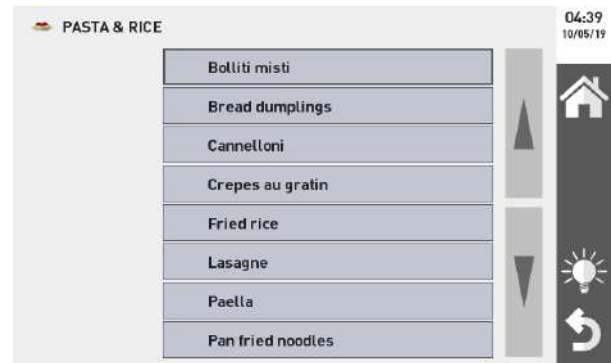 PASTA & RICE
04:39
10/05/19
Bolliti misti
Bread dumplings
Cannelloni
Crepes au gratin
Fried rice
Lasagne
Paella
Pan fried noodles